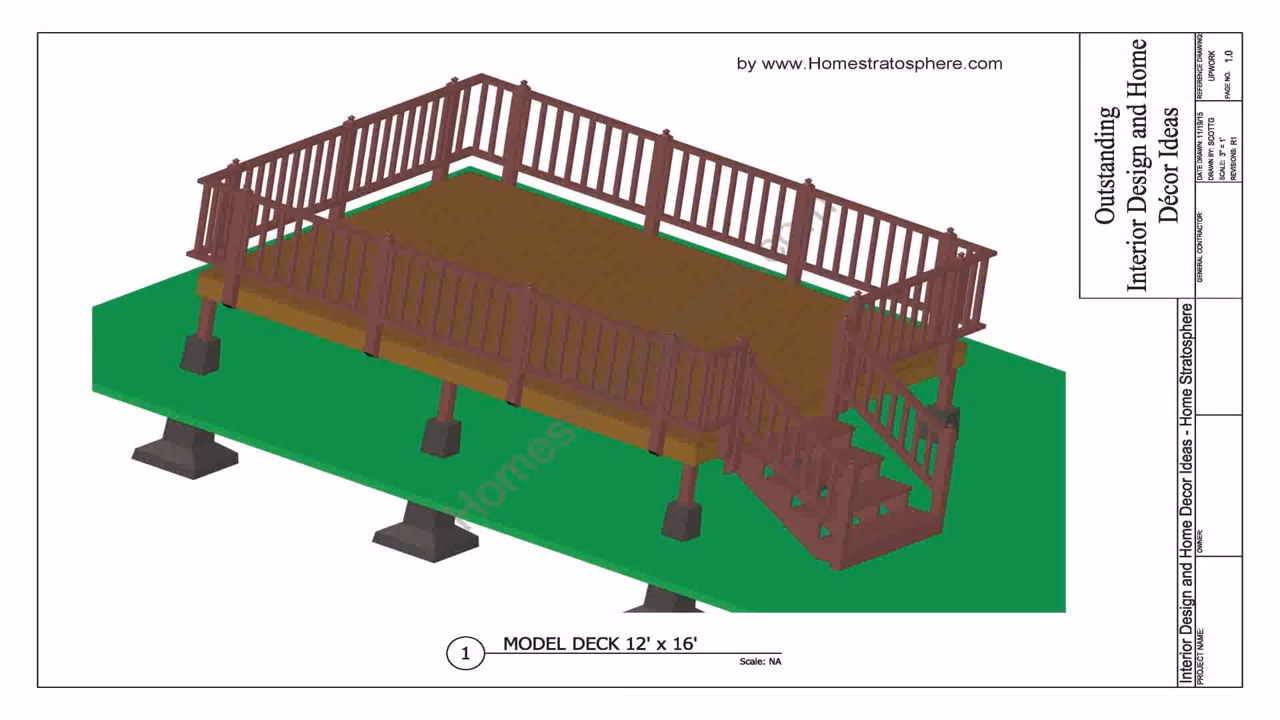 by www.Homestratosphere.com
Outstanding
Interior Design and Home
Décor Ideas
REFERENCE DRAWING:
UPWORK
PAGE NO. 1.0
DATE DRAWN: 11/19/15
DRAWN BY: SCOTTG
SCALE: 3" = 1'
REVISIONS: R1
GENERAL CONTRACTOR:
Interior Design and Home Decor Ideas - Home Stratosphere
OWNER:
PROJECT NAME:
Homes
1
MODEL DECK 12' x 16'
Scale: NA